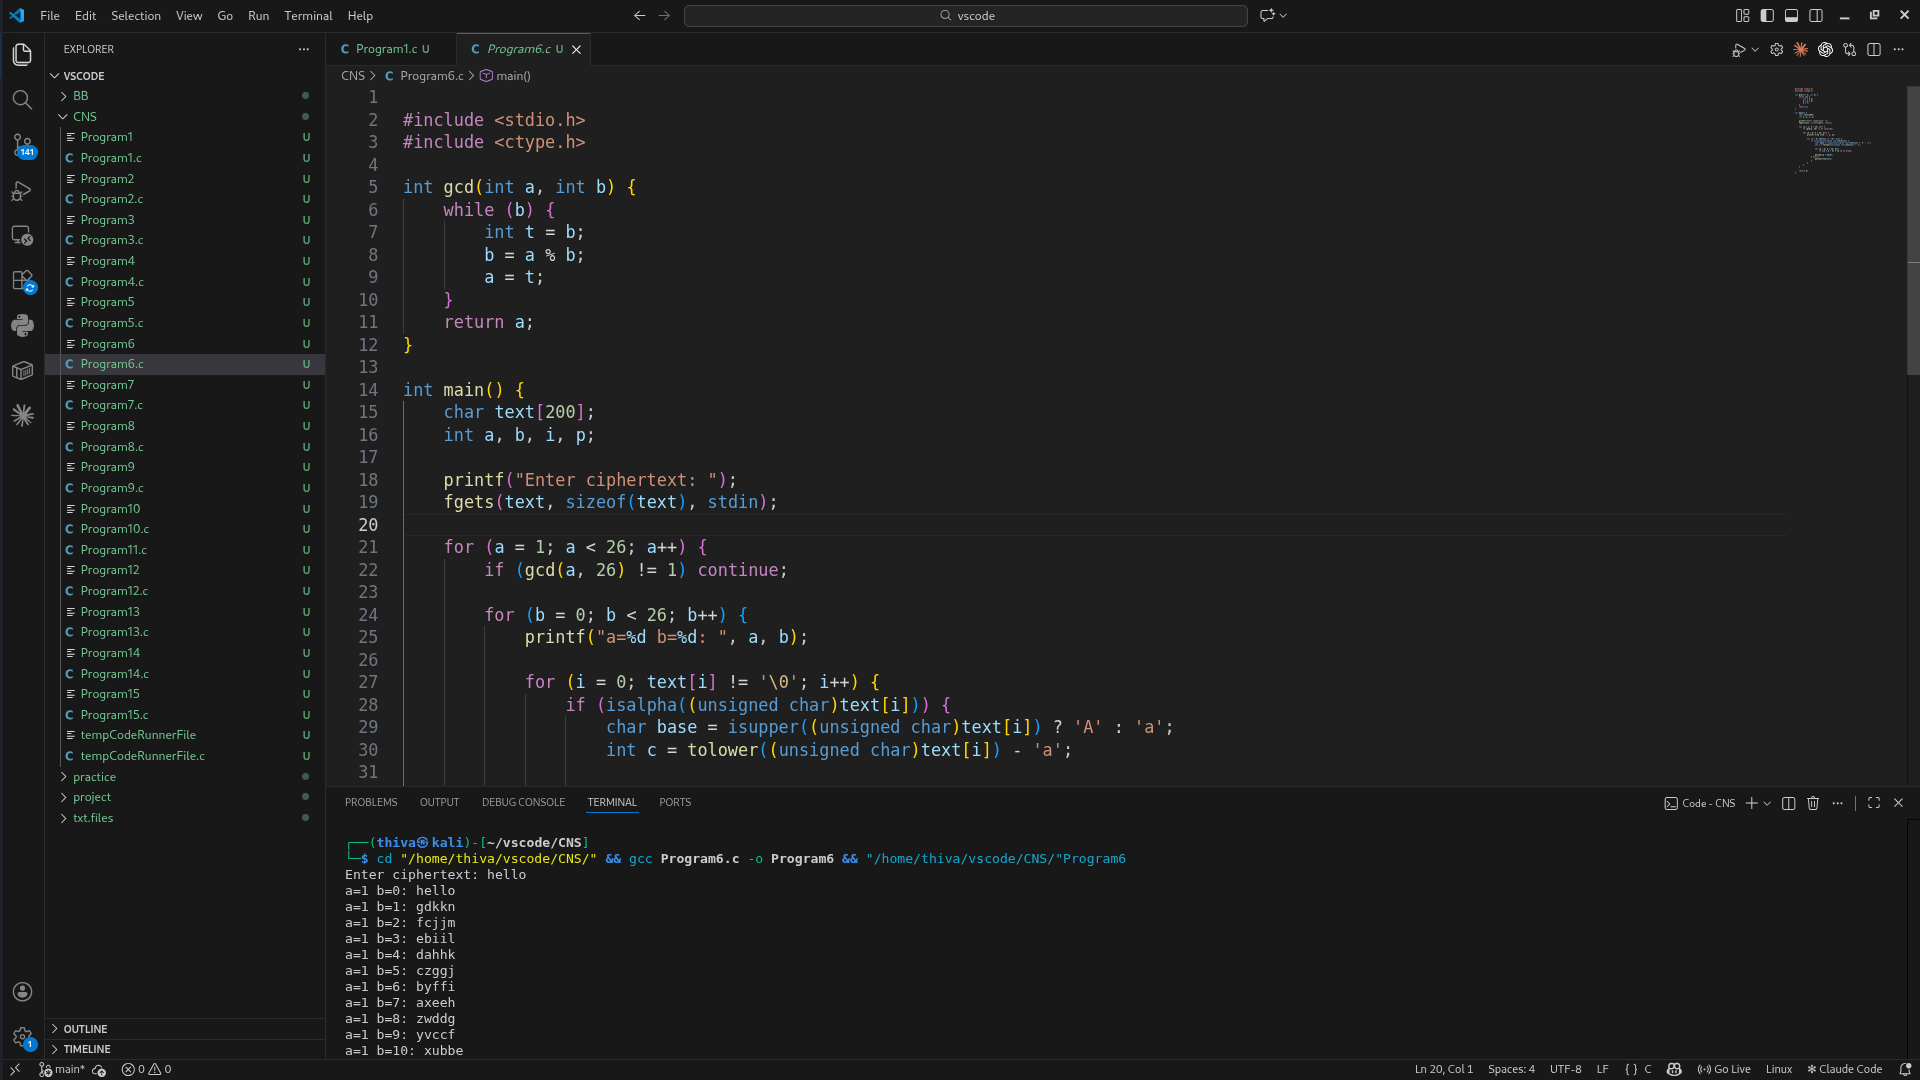 File Edit Selection View Go Run Terminal Help
vscode
EXPLORER
VSCODE
BB
CNS
Program1 U
Program1.c U
Program2 U
Program2.c U
Program3 U
Program3.c U
Program4 U
Program4.c U
Program5 U
Program5.c U
Program6 U
Program6.c U
Program7 U
Program7.c U
Program8 U
Program8.c U
Program9 U
Program9.c U
Program10 U
Program10.c U
Program11.c U
Program12 U
Program12.c U
Program13 U
Program13.c U
Program14 U
Program14.c U
Program15 U
Program15.c U
tempCodeRunnerFile U
tempCodeRunnerFile.c U
practice
project
txt.files
OUTLINE
TIMELINE
141
1
C Program1.c U
C Program6.c U
CNS > C Program6.c > main()
1
2 #include <stdio.h>
3 #include <ctype.h>
4
5 int gcd(int a, int b) {
6 while (b) {
7 int t = b;
8 b = a % b;
9 a = t;
10 }
11 return a;
12 }
13
14 int main() {
15 char text[200];
16 int a, b, i, p;
17
18 printf("Enter ciphertext: ");
19 fgets(text, sizeof(text), stdin);
20
21 for (a = 1; a < 26; a++) {
22 if (gcd(a, 26) != 1) continue;
23
24 for (b = 0; b < 26; b++) {
25 printf("a=%d b=%d: ", a, b);
26
27 for (i = 0; text[i] != '\0'; i++) {
28 if (isalpha((unsigned char)text[i])) {
29 char base = isupper((unsigned char)text[i]) ? 'A' : 'a';
30 int c = tolower((unsigned char)text[i]) - 'a';
31
PROBLEMS OUTPUT DEBUG CONSOLE TERMINAL PORTS
Code - CNS
┌──(thiva㉿kali)-[~/vscode/CNS]
└─$ cd "/home/thiva/vscode/CNS/" && gcc Program6.c -o Program6 && "/home/thiva/vscode/CNS/"Program6
Enter ciphertext: hello
a=1 b=0: hello
a=1 b=1: gdkkn
a=1 b=2: fcjjm
a=1 b=3: ebiil
a=1 b=4: dahhk
a=1 b=5: czggj
a=1 b=6: byffi
a=1 b=7: axeeh
a=1 b=8: zwddg
a=1 b=9: yvccf
a=1 b=10: xubbe
main* 0 0
Ln 20, Col 1 Spaces: 4 UTF-8 LF { } C Go Live Linux Claude Code